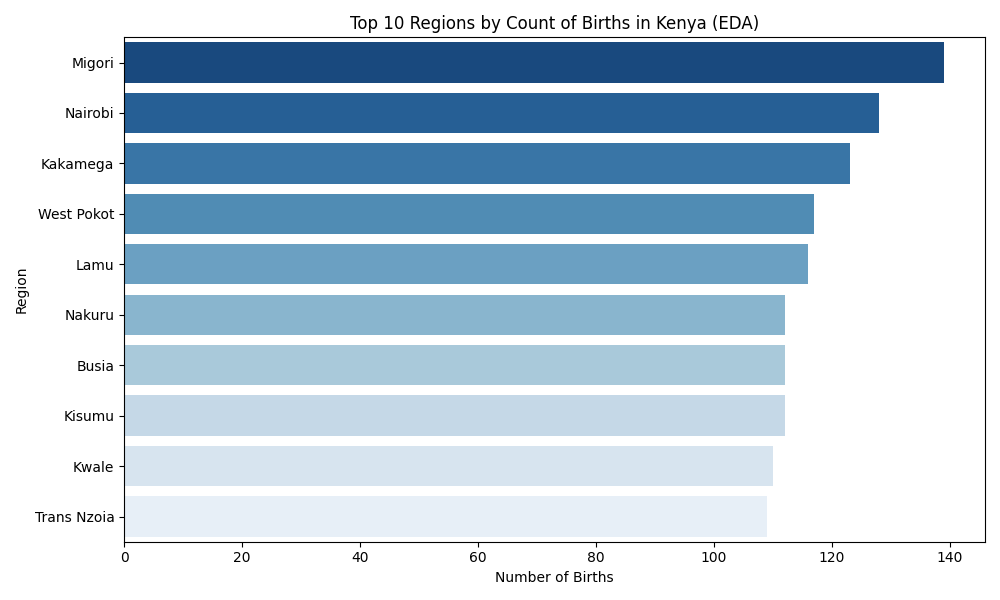 Top 10 Regions by Count of Births in Kenya (EDA)
Region
Migori
Nairobi
Kakamega
West Pokot
Lamu
Nakuru
Busia
Kisumu
Kwale
Trans Nzoia
0 20 40 60 80 100 120 140
Number of Births